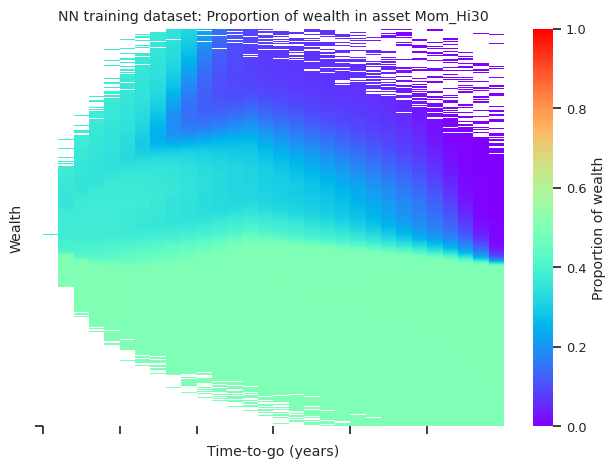 NN training dataset: Proportion of wealth in asset Mom_Hi30
1.0
0.8
0.6
0.4
0.2
0.0
Proportion of wealth
Wealth
Time-to-go (years)